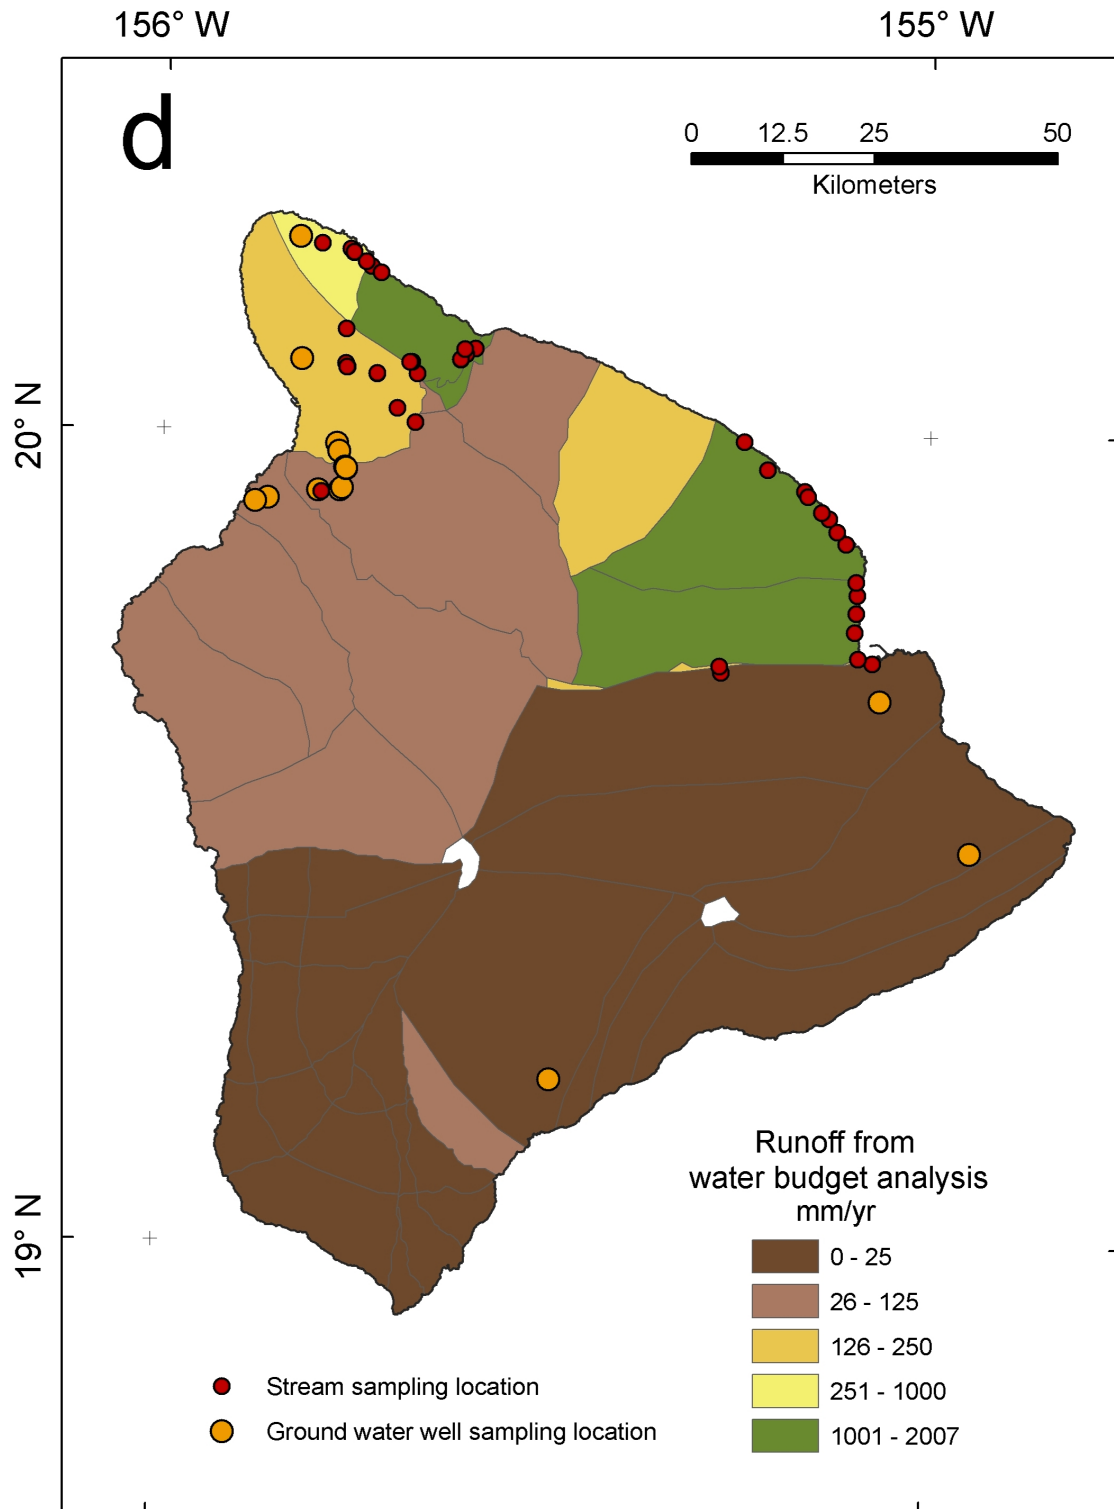 156° W
155° W
d
0
12.5
25
50
Kilometers
20° N
19° N
Runoff from
water budget analysis
mm/yr
0 - 25
26 - 125
126 - 250
251 - 1000
1001 - 2007
Stream sampling location
Ground water well sampling location